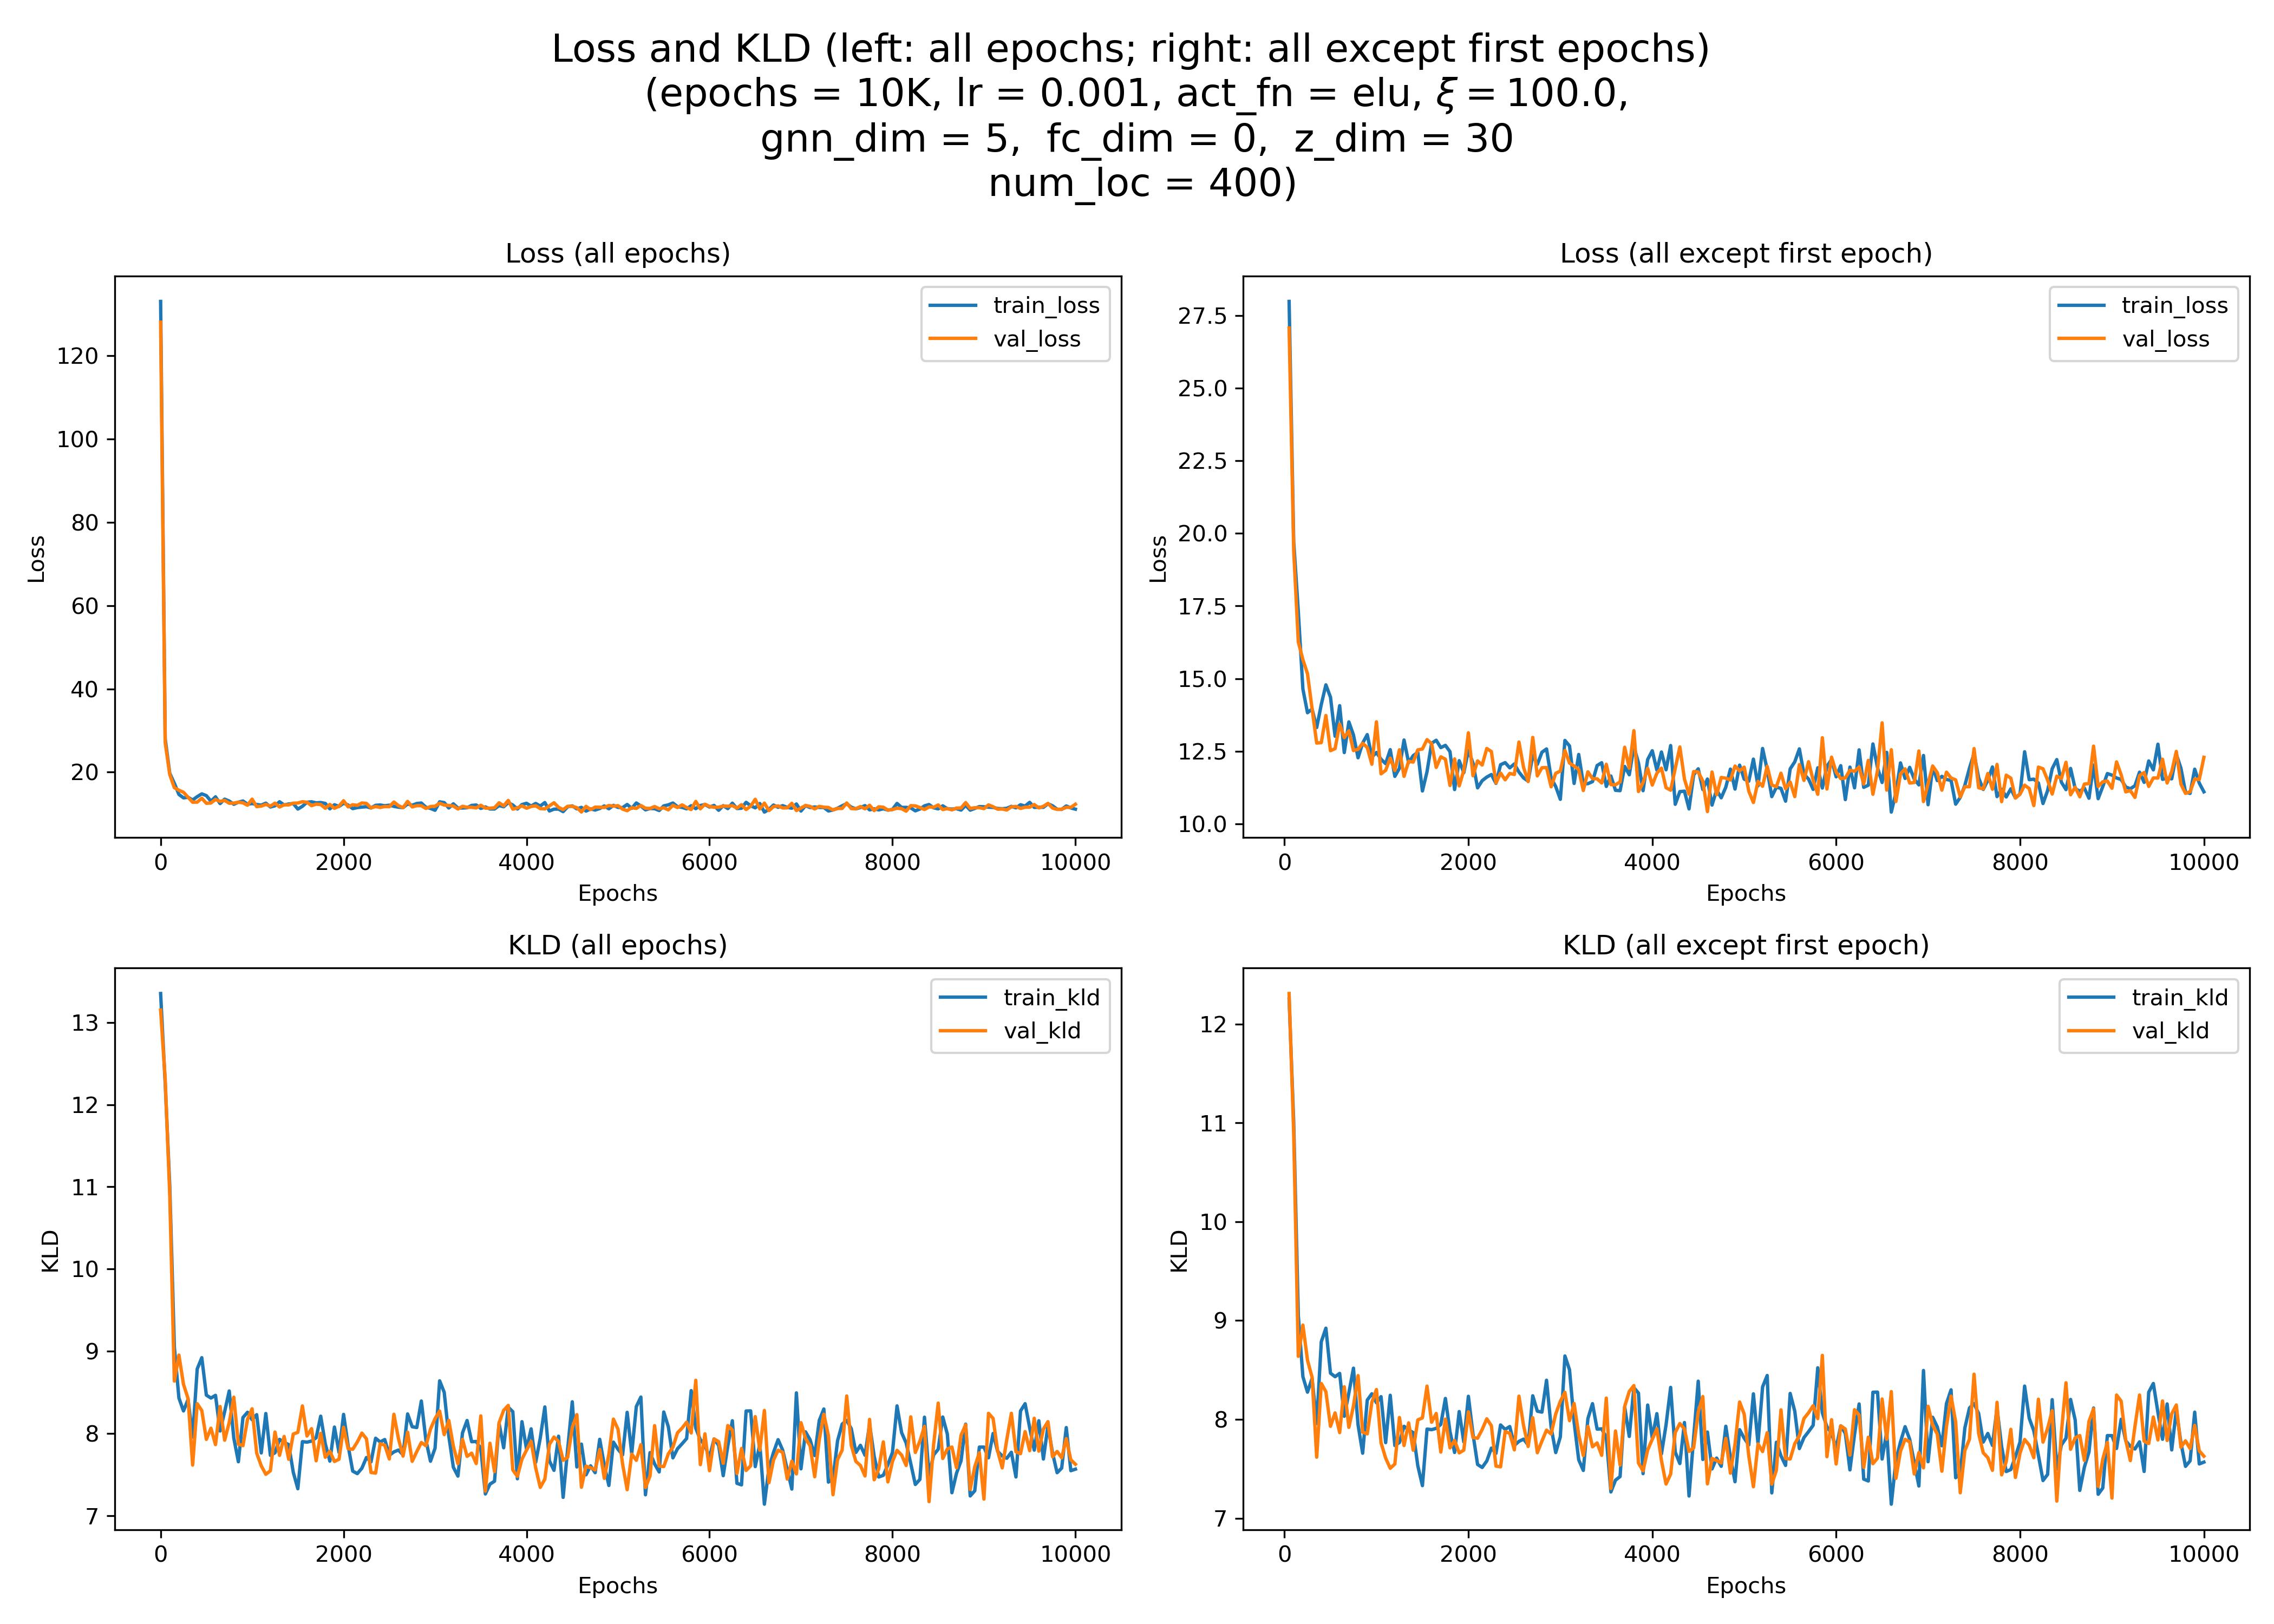 Loss and KLD (left: all epochs; right: all except first epochs)
(epochs = 10K, lr = 0.001, act_fn = elu, ξ = 100.0,
gnn_dim = 5,  fc_dim = 0,  z_dim = 30
num_loc = 400)
Loss (all epochs)
train_loss
val_loss
120
100
80
60
40
20
Loss
0
2000
4000
6000
8000
10000
Epochs
Loss (all except first epoch)
train_loss
val_loss
27.5
25.0
22.5
20.0
17.5
15.0
12.5
10.0
Loss
0
2000
4000
6000
8000
10000
Epochs
KLD (all epochs)
train_kld
val_kld
13
12
11
10
9
8
7
KLD
0
2000
4000
6000
8000
10000
Epochs
KLD (all except first epoch)
train_kld
val_kld
12
11
10
9
8
7
KLD
0
2000
4000
6000
8000
10000
Epochs